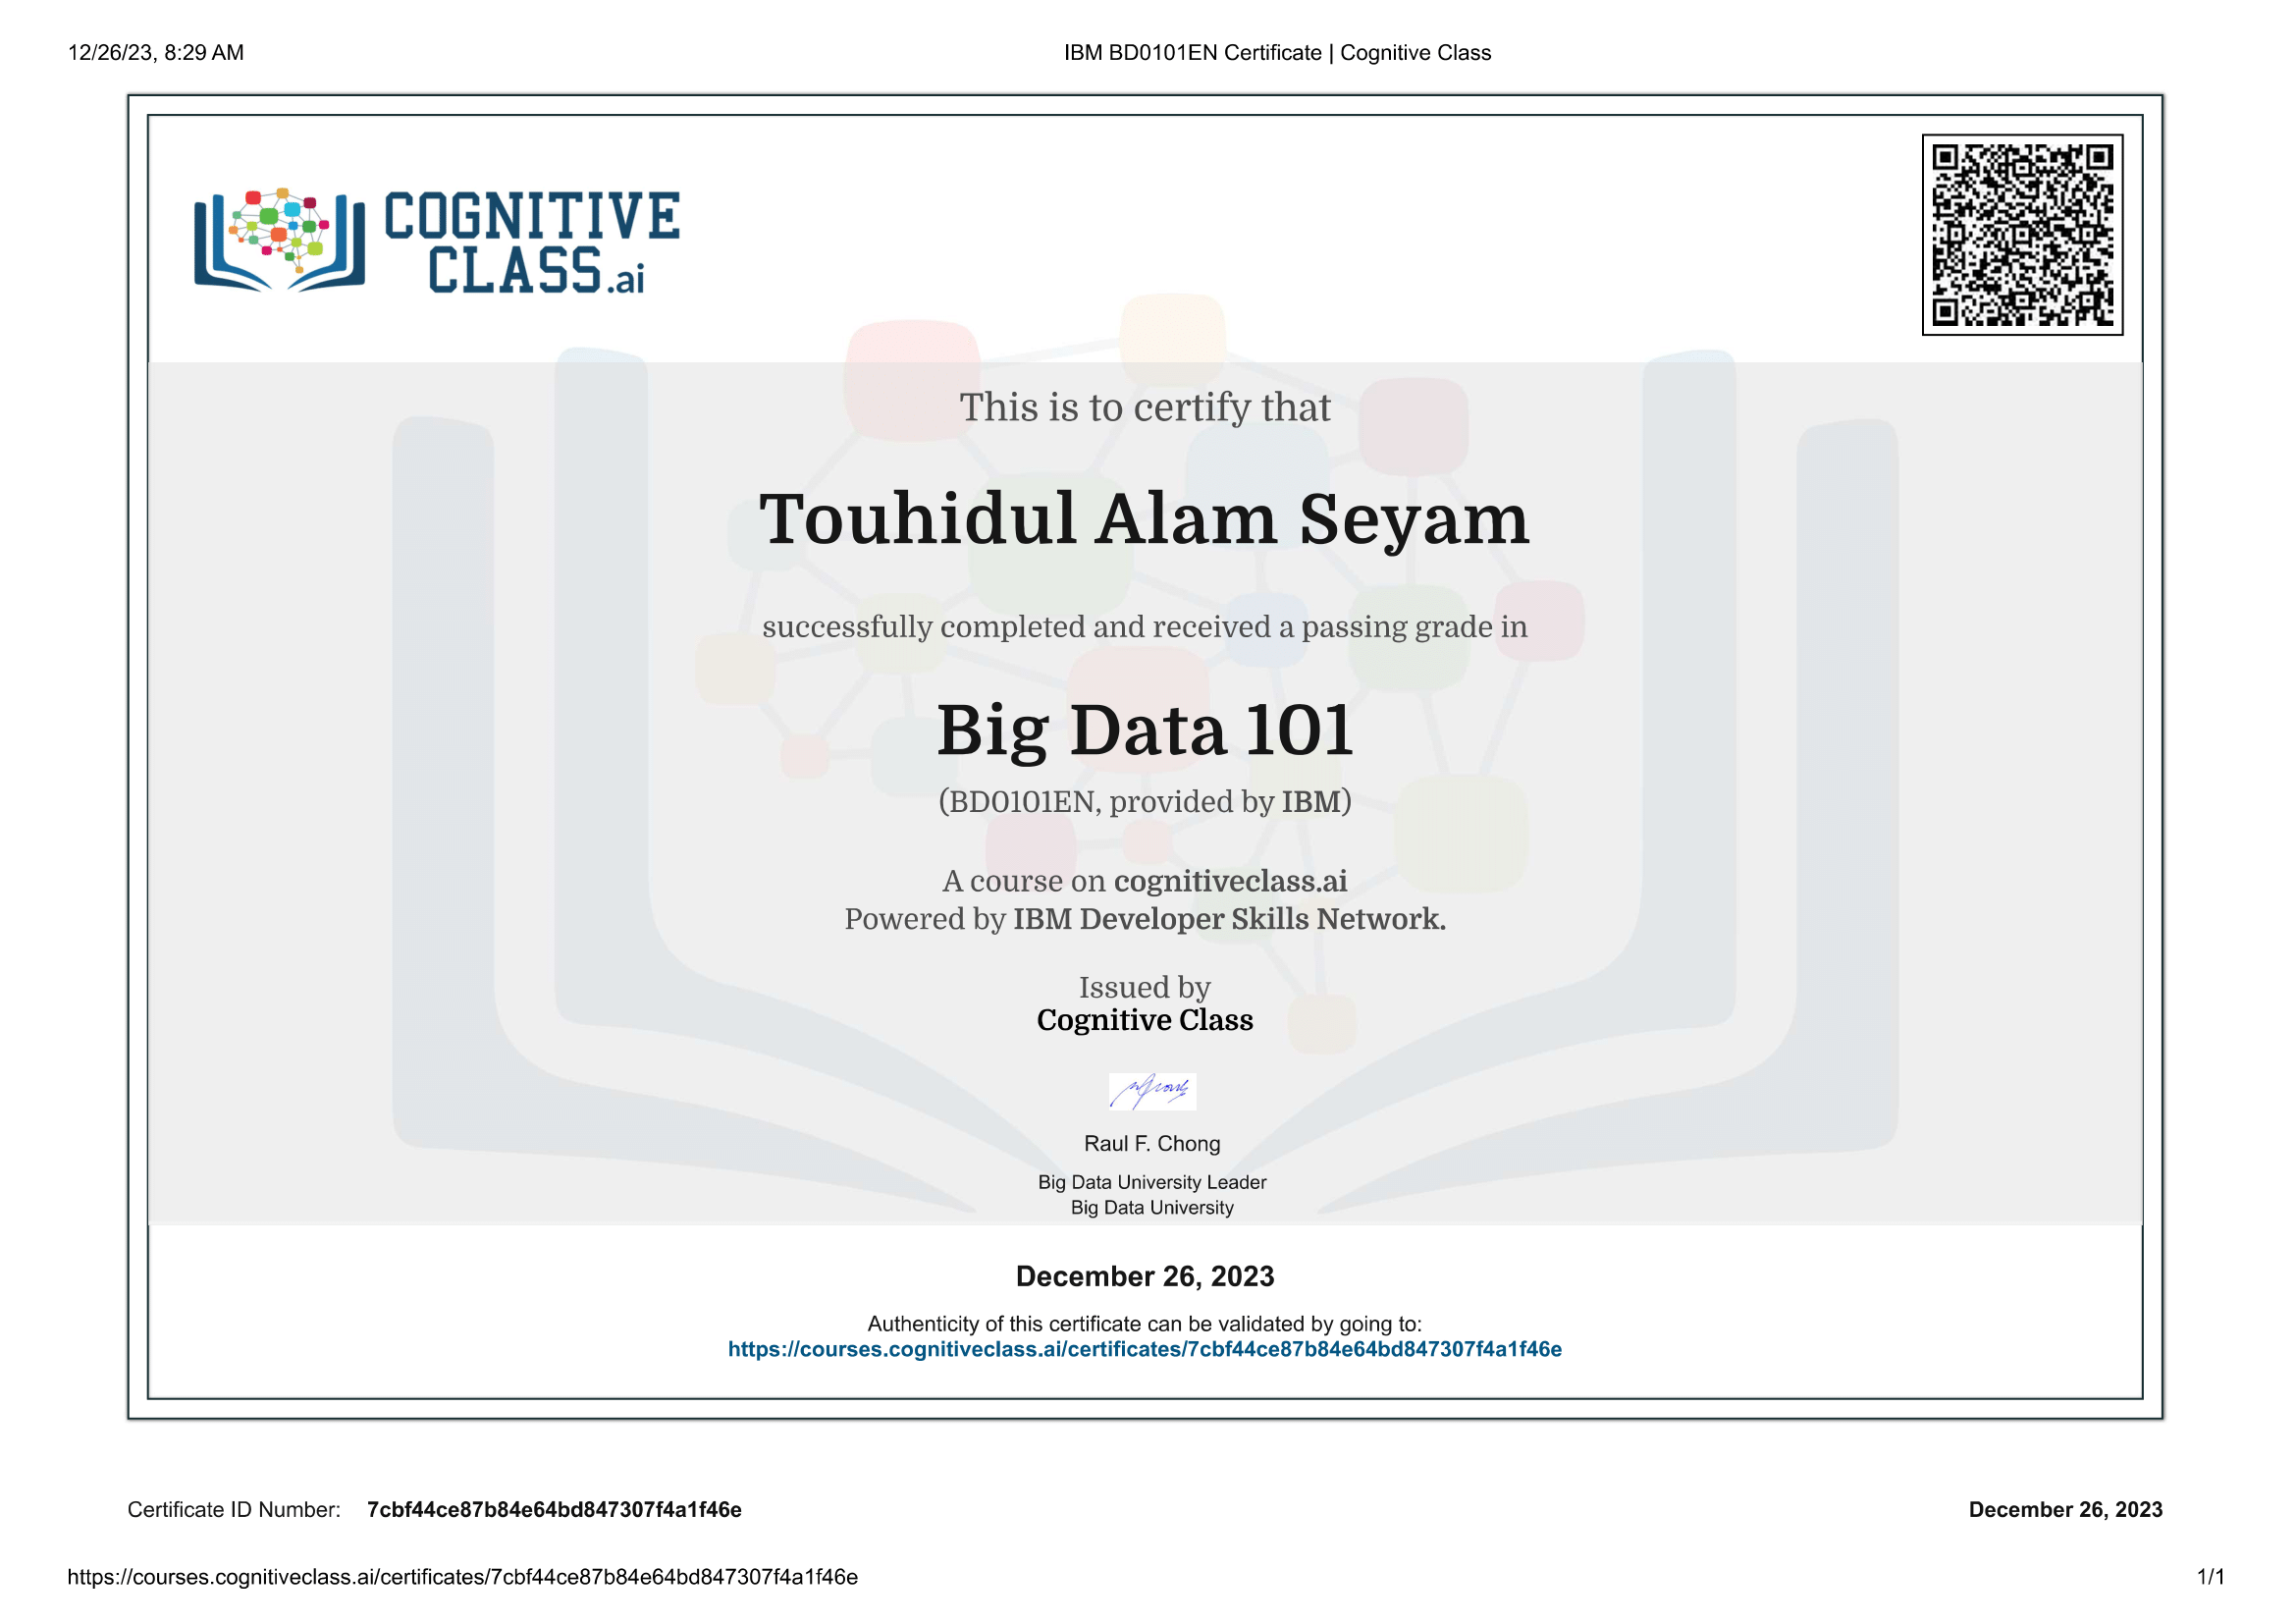 12/26/23, 8:29 AM
IBM BD0101EN Certificate | Cognitive Class
COGNITIVE
CLASS.ai
This is to certify that
Touhidul Alam Seyam
successfully completed and received a passing grade in
Big Data 101
(BD0101EN, provided by IBM)
A course on cognitiveclass.ai
Powered by IBM Developer Skills Network.
Issued by
Cognitive Class
Raul F. Chong
Big Data University Leader
Big Data University
December 26, 2023
Authenticity of this certificate can be validated by going to:
https://courses.cognitiveclass.ai/certificates/7cbf44ce87b84e64bd847307f4a1f46e
Certificate ID Number: 7cbf44ce87b84e64bd847307f4a1f46e
December 26, 2023
https://courses.cognitiveclass.ai/certificates/7cbf44ce87b84e64bd847307f4a1f46e
1/1